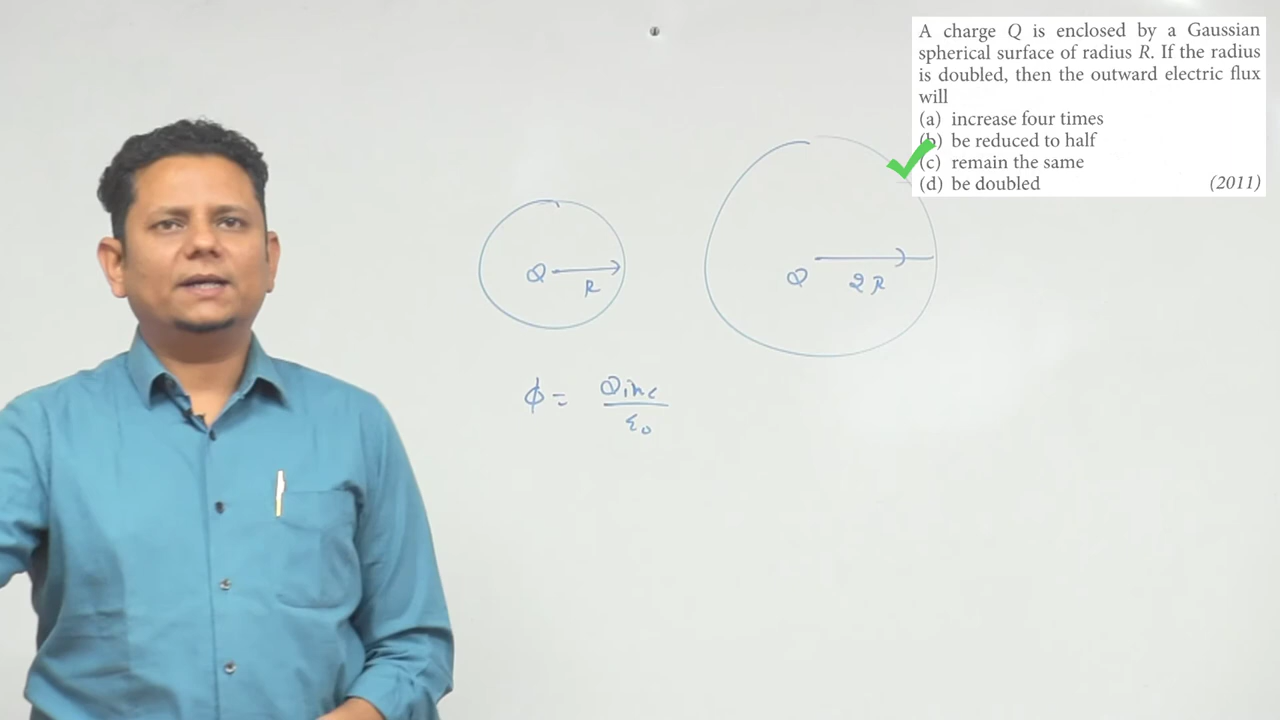 A charge Q is enclosed by a Gaussian
spherical surface of radius R. If the radius
is doubled, then the outward electric flux
will
(a) increase four times
(b) be reduced to half
(c) remain the same
(d) be doubled (2011)
Q R
Q 2R
ϕ = Qinc
ε0